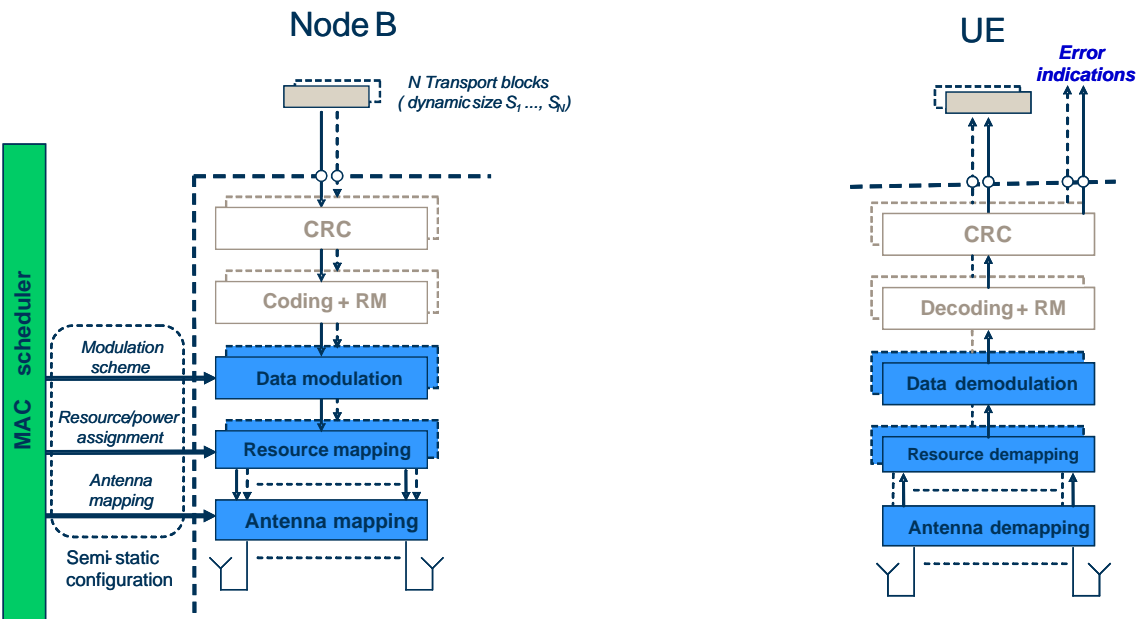 Node B
N Transport blocks
( dynamic size S1 ..., SN)
CRC
Coding + RM
Data modulation
Resource mapping
Antenna mapping
MAC scheduler
Modulation
scheme
Resource/power
assignment
Antenna
mapping
Semi-static
configuration
UE
Error
indications
CRC
Decoding + RM
Data demodulation
Resource demapping
Antenna demapping